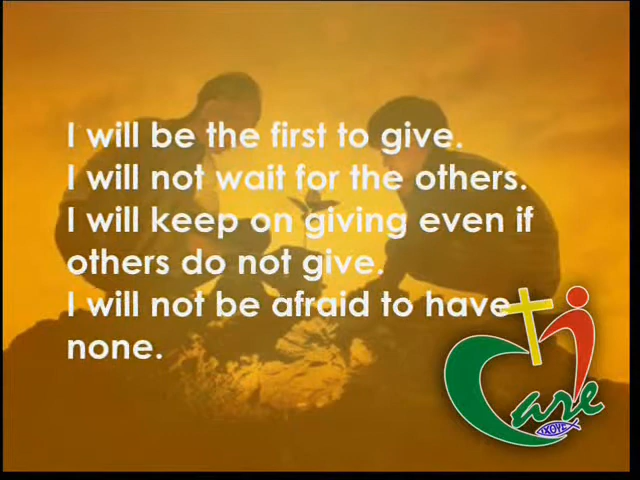 I will be the first to give.
I will not wait for the others.
I will keep on giving even if
others do not give.
I will not be afraid to have
none.
Care
ΙΧΘΥΣ